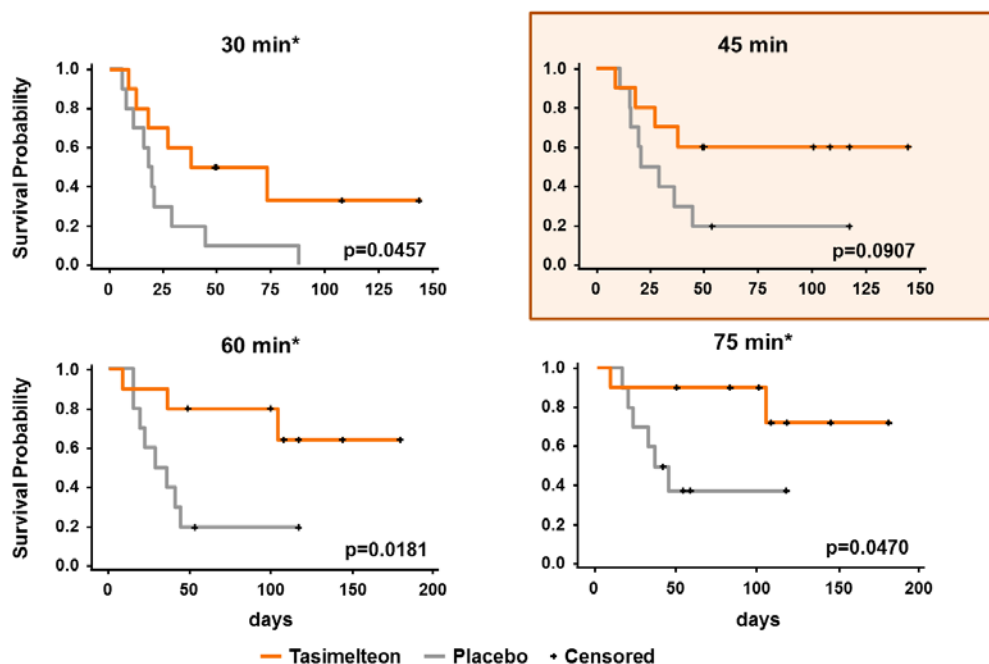 30 min*
Survival Probability
1.0
0.8
0.6
0.4
0.2
0.0
0 25 50 75 100 125 150
p=0.0457
45 min
1.0
0.8
0.6
0.4
0.2
0.0
0 25 50 75 100 125 150
p=0.0907
60 min*
Survival Probability
1.0
0.8
0.6
0.4
0.2
0.0
0 50 100 150 200
days
p=0.0181
75 min*
1.0
0.8
0.6
0.4
0.2
0.0
0 50 100 150 200
days
p=0.0470
Tasimelteon Placebo Censored